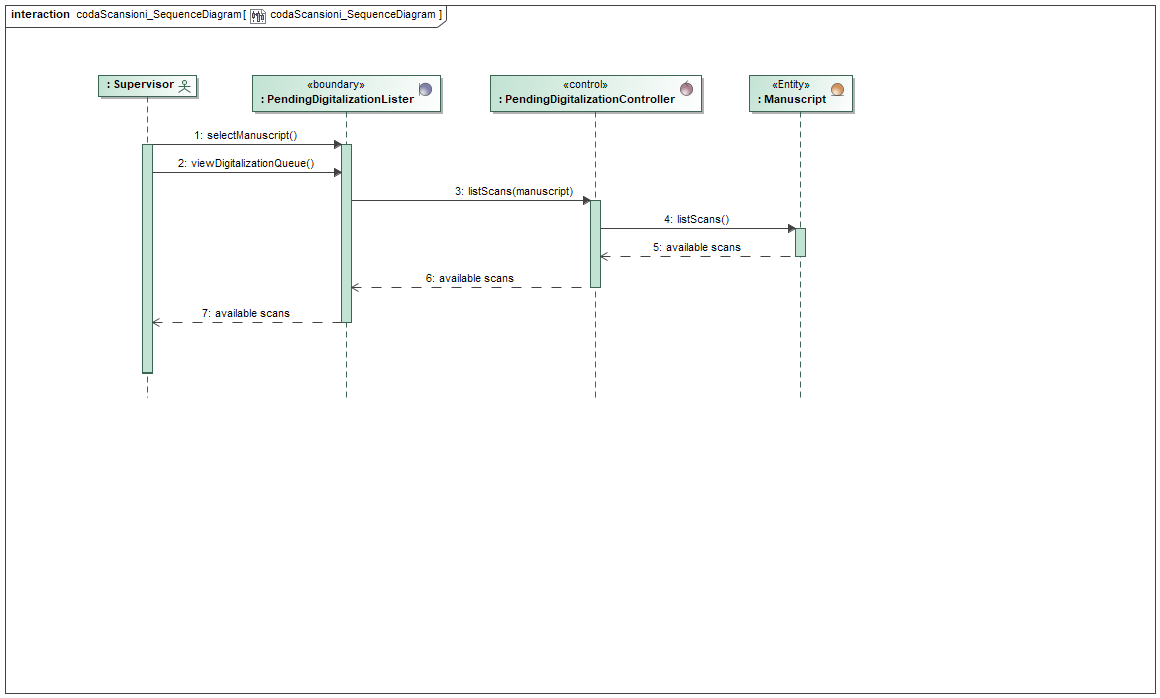 interaction codaScansioni_SequenceDiagram[ codaScansioni_SequenceDiagram ]
: Supervisor
«boundary»
: PendingDigitalizationLister
«control»
: PendingDigitalizationController
«Entity»
: Manuscript
1: selectManuscript()
2: viewDigitalizationQueue()
3: listScans(manuscript)
4: listScans()
5: available scans
6: available scans
7: available scans